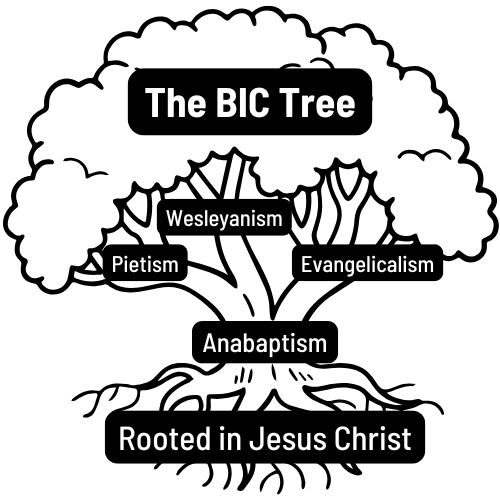 The BIC Tree
Wesleyanism
Pietism
Evangelicalism
Anabaptism
Rooted in Jesus Christ